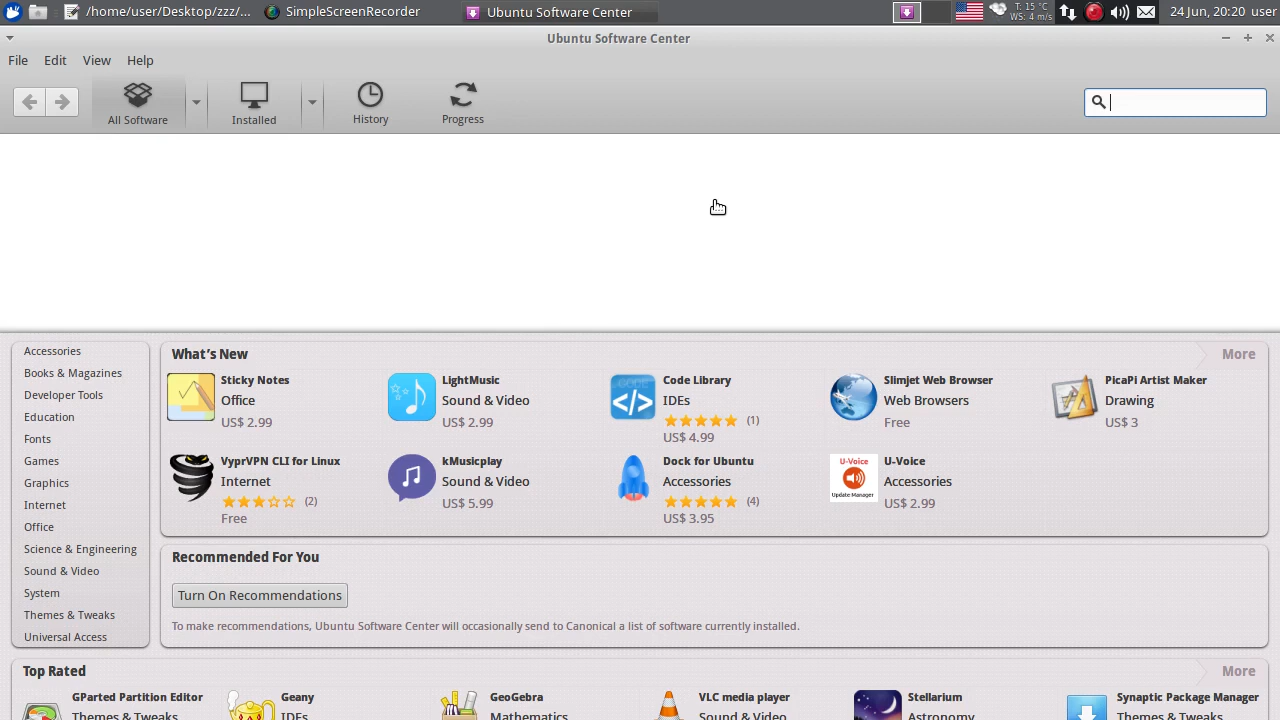 /home/user/Desktop/zzz/... SimpleScreenRecorder Ubuntu Software Center T: 15 °C WS: 4 m/s 24 Jun, 20:20 user
Ubuntu Software Center
File Edit View Help
All Software Installed History Progress
Accessories
Books & Magazines
Developer Tools
Education
Fonts
Games
Graphics
Internet
Office
Science & Engineering
Sound & Video
System
Themes & Tweaks
Universal Access
What's New More
Sticky Notes
Office
US$ 2.99
LightMusic
Sound & Video
US$ 2.99
CODE
Code Library
IDEs
(1)
US$ 4.99
Slimjet Web Browser
Web Browsers
Free
PicaPi Artist Maker
Drawing
US$ 3
VyprVPN CLI for Linux
Internet
(2)
Free
kMusicplay
Sound & Video
US$ 5.99
Dock for Ubuntu
Accessories
(4)
US$ 3.95
U-Voice
Update Manager
U-Voice
Accessories
US$ 2.99
Recommended For You
Turn On Recommendations
To make recommendations, Ubuntu Software Center will occasionally send to Canonical a list of software currently installed.
Top Rated More
GParted Partition Editor
Themes & Tweaks
Geany
IDEs
GeoGebra
Mathematics
VLC media player
Sound & Video
Stellarium
Astronomy
Synaptic Package Manager
Themes & Tweaks